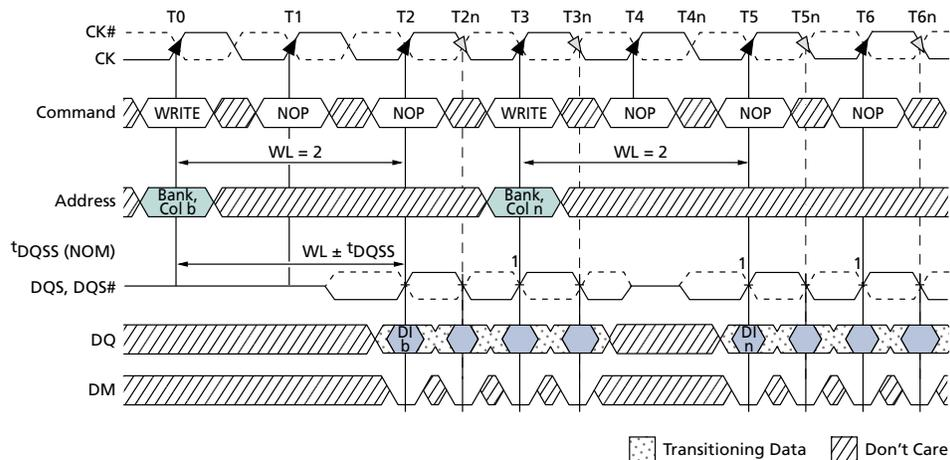 T0 T1 T2 T2n T3 T3n T4 T4n T5 T5n T6 T6n
CK#
CK
Command WRITE NOP NOP WRITE NOP NOP NOP
WL = 2 WL = 2
Address Bank, Col b Bank, Col n
tDQSS (NOM) WL ± tDQSS
1 1 1
DQS, DQS#
DQ DI b DI n
DM
Transitioning Data Don't Care